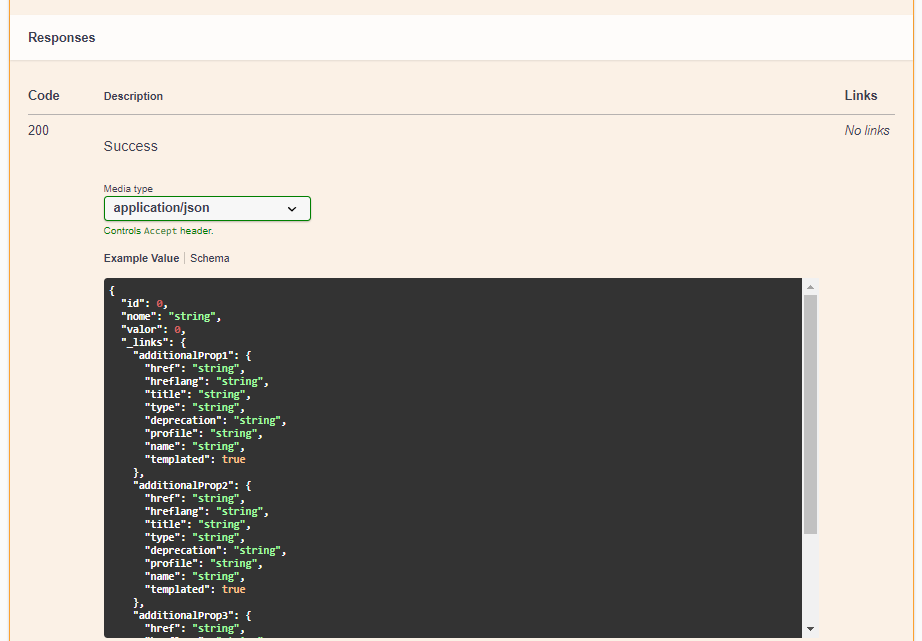 Responses
Code Description Links
200 Success No links
Media type
application/json
Controls Accept header.
Example Value Schema
{
  "id": 0,
  "nome": "string",
  "valor": 0,
  "_links": {
    "additionalProp1": {
      "href": "string",
      "hreflang": "string",
      "title": "string",
      "type": "string",
      "deprecation": "string",
      "profile": "string",
      "name": "string",
      "templated": true
    },
    "additionalProp2": {
      "href": "string",
      "hreflang": "string",
      "title": "string",
      "type": "string",
      "deprecation": "string",
      "profile": "string",
      "name": "string",
      "templated": true
    },
    "additionalProp3": {
      "href": "string",